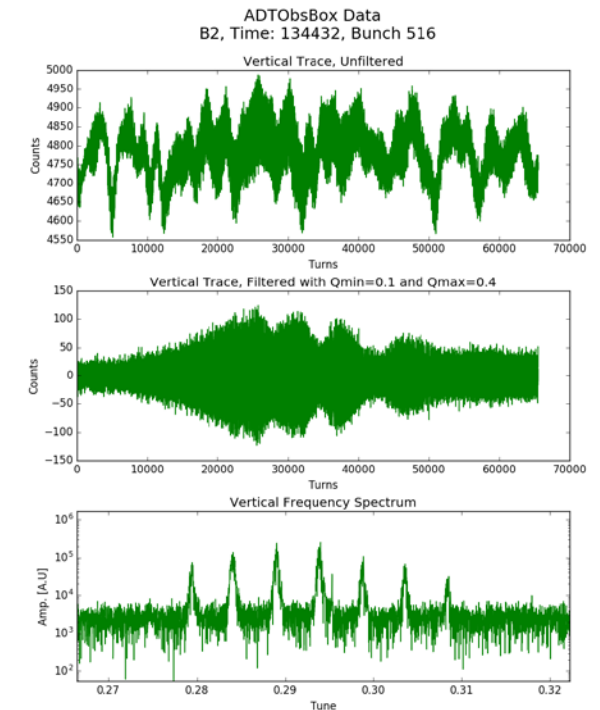 ADTObsBox Data
B2, Time: 134432, Bunch 516
Vertical Trace, Unfiltered
5000
4950
4900
4850
4800
4750
4700
4650
4600
4550
Counts
0 10000 20000 30000 40000 50000 60000 70000
Turns
Vertical Trace, Filtered with Qmin=0.1 and Qmax=0.4
150
100
50
0
−50
−100
−150
Counts
0 10000 20000 30000 40000 50000 60000 70000
Turns
Vertical Frequency Spectrum
10⁶
10⁵
10⁴
10³
10²
Amp. [A.U]
0.27 0.28 0.29 0.30 0.31 0.32
Tune